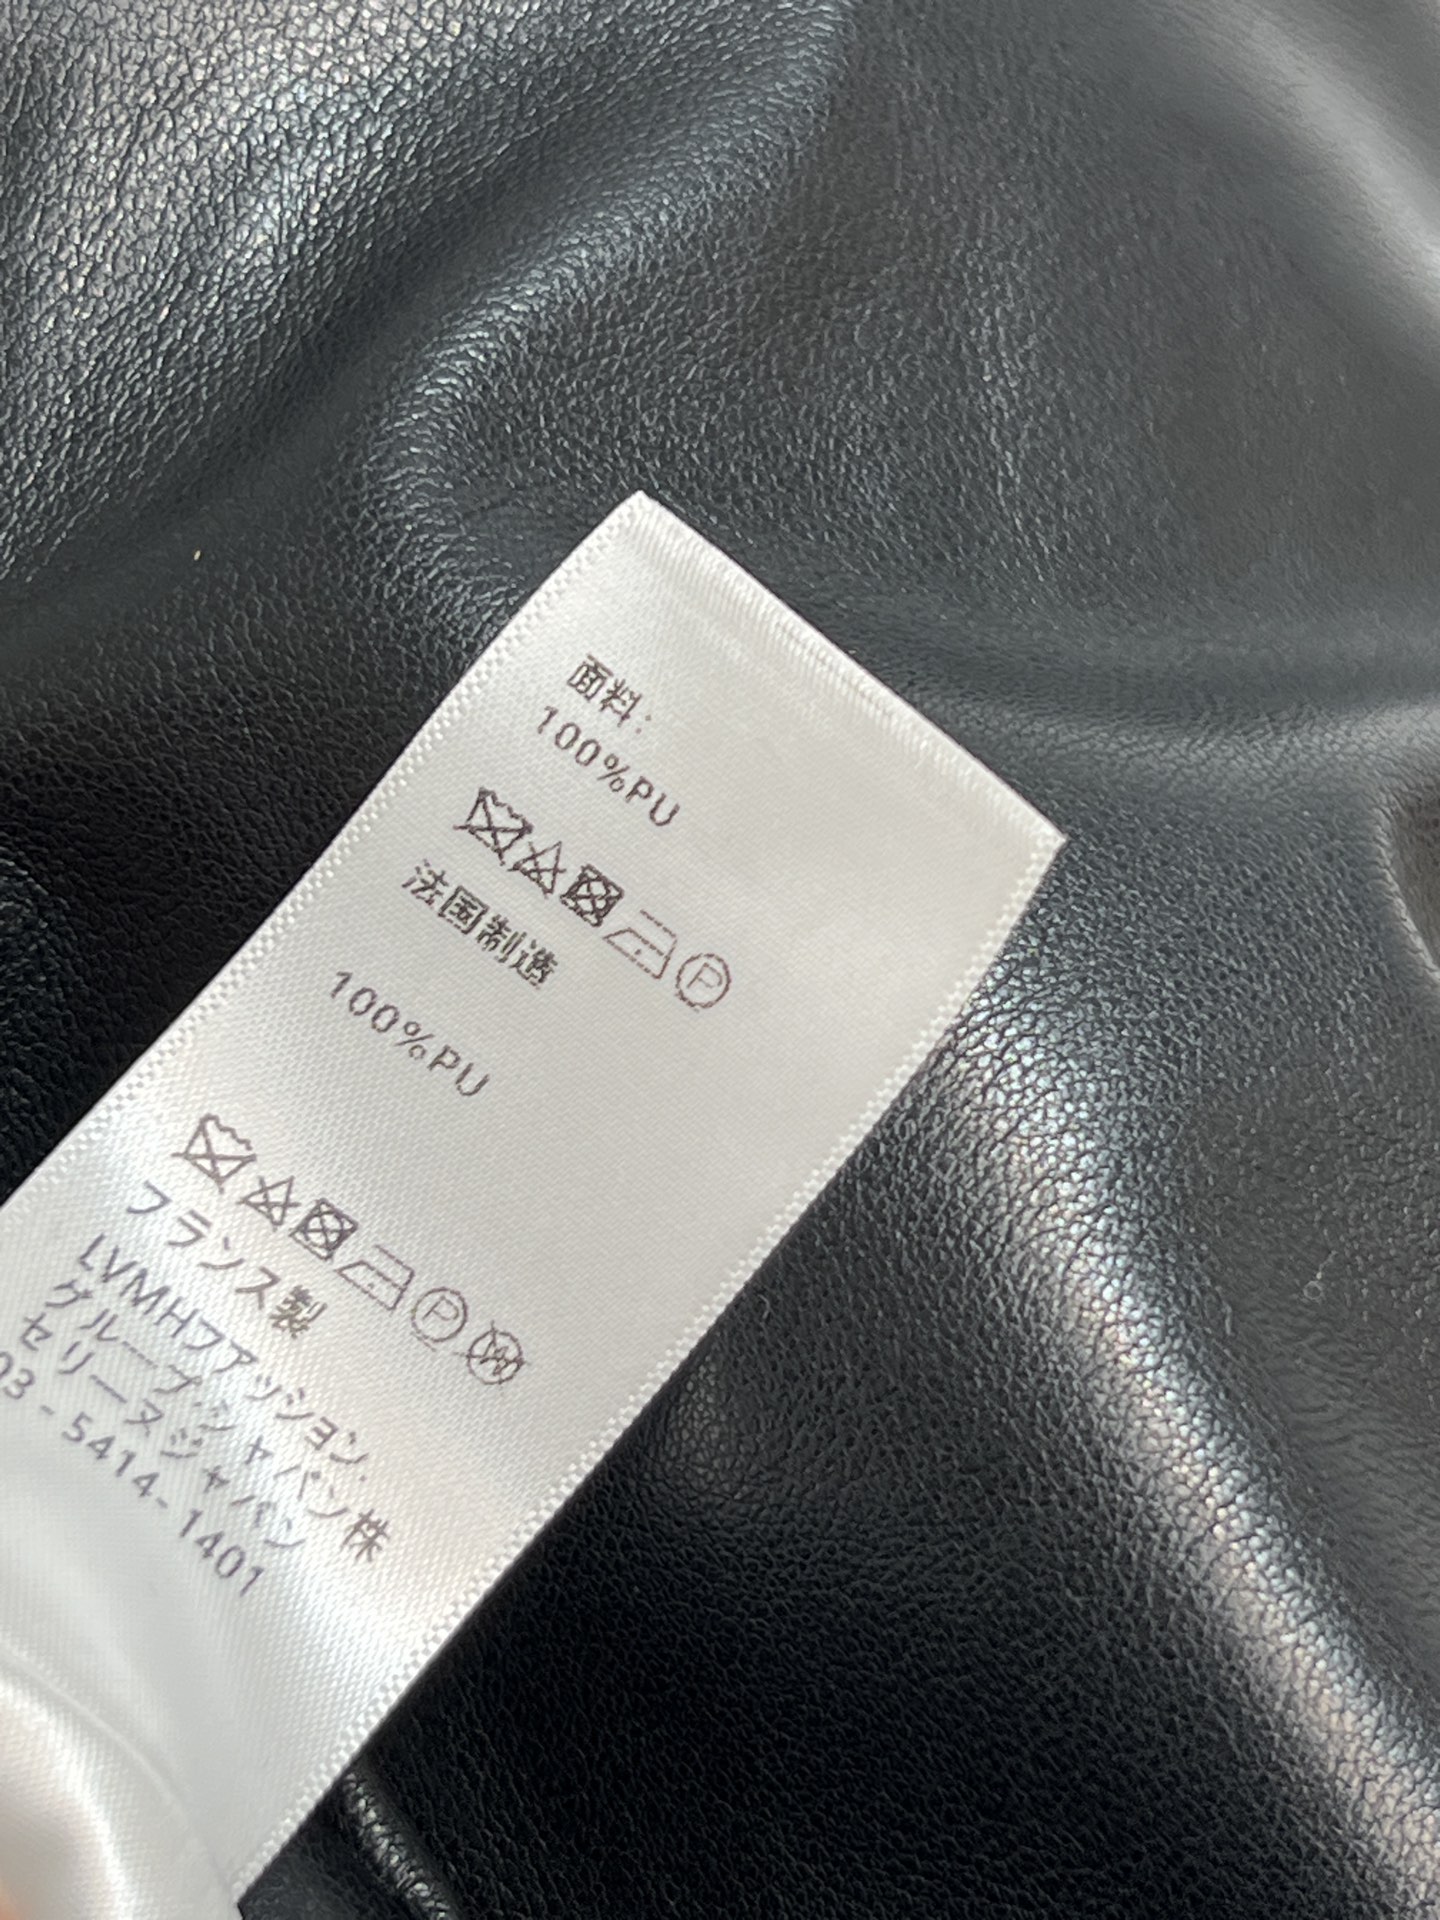 面料:
100%PU
P
法国制造
100%PU
P W
フランス製
LVMHファッション.
グループ.ジャパン株
セリーヌジャパン
03-5414-1401